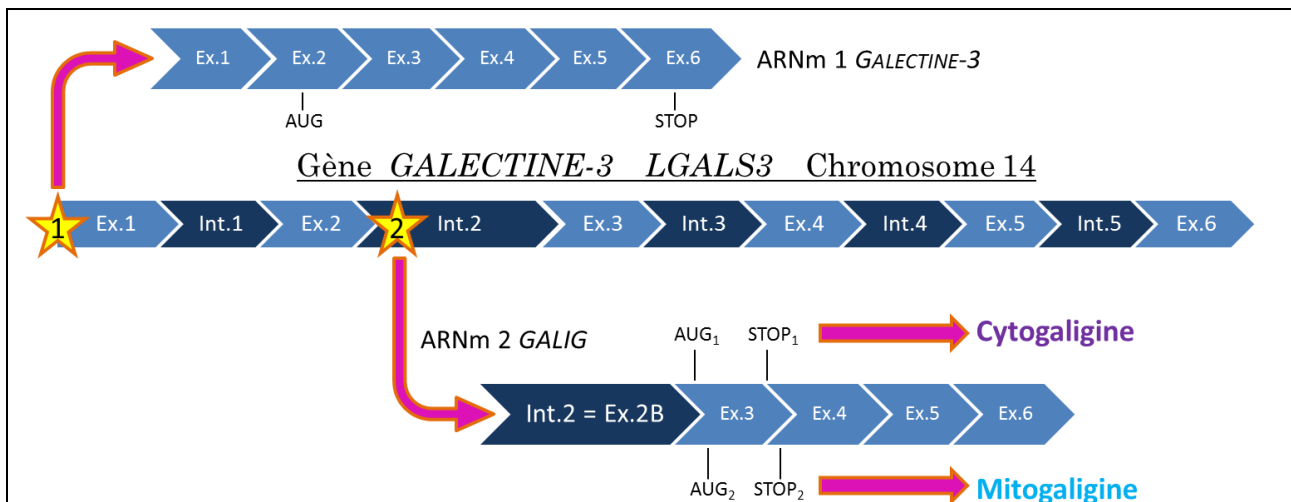 Ex.1 Ex.2 Ex.3 Ex.4 Ex.5 Ex.6 ARNm 1 GALECTINE-3
AUG STOP
Gène GALECTINE-3 LGALS3 Chromosome 14
1 Ex.1 Int.1 Ex.2 2 Int.2 Ex.3 Int.3 Ex.4 Int.4 Ex.5 Int.5 Ex.6
ARNm 2 GALIG
AUG₁ STOP₁ Cytogaligine
Int.2 = Ex.2B Ex.3 Ex.4 Ex.5 Ex.6
AUG₂ STOP₂ Mitogaligine